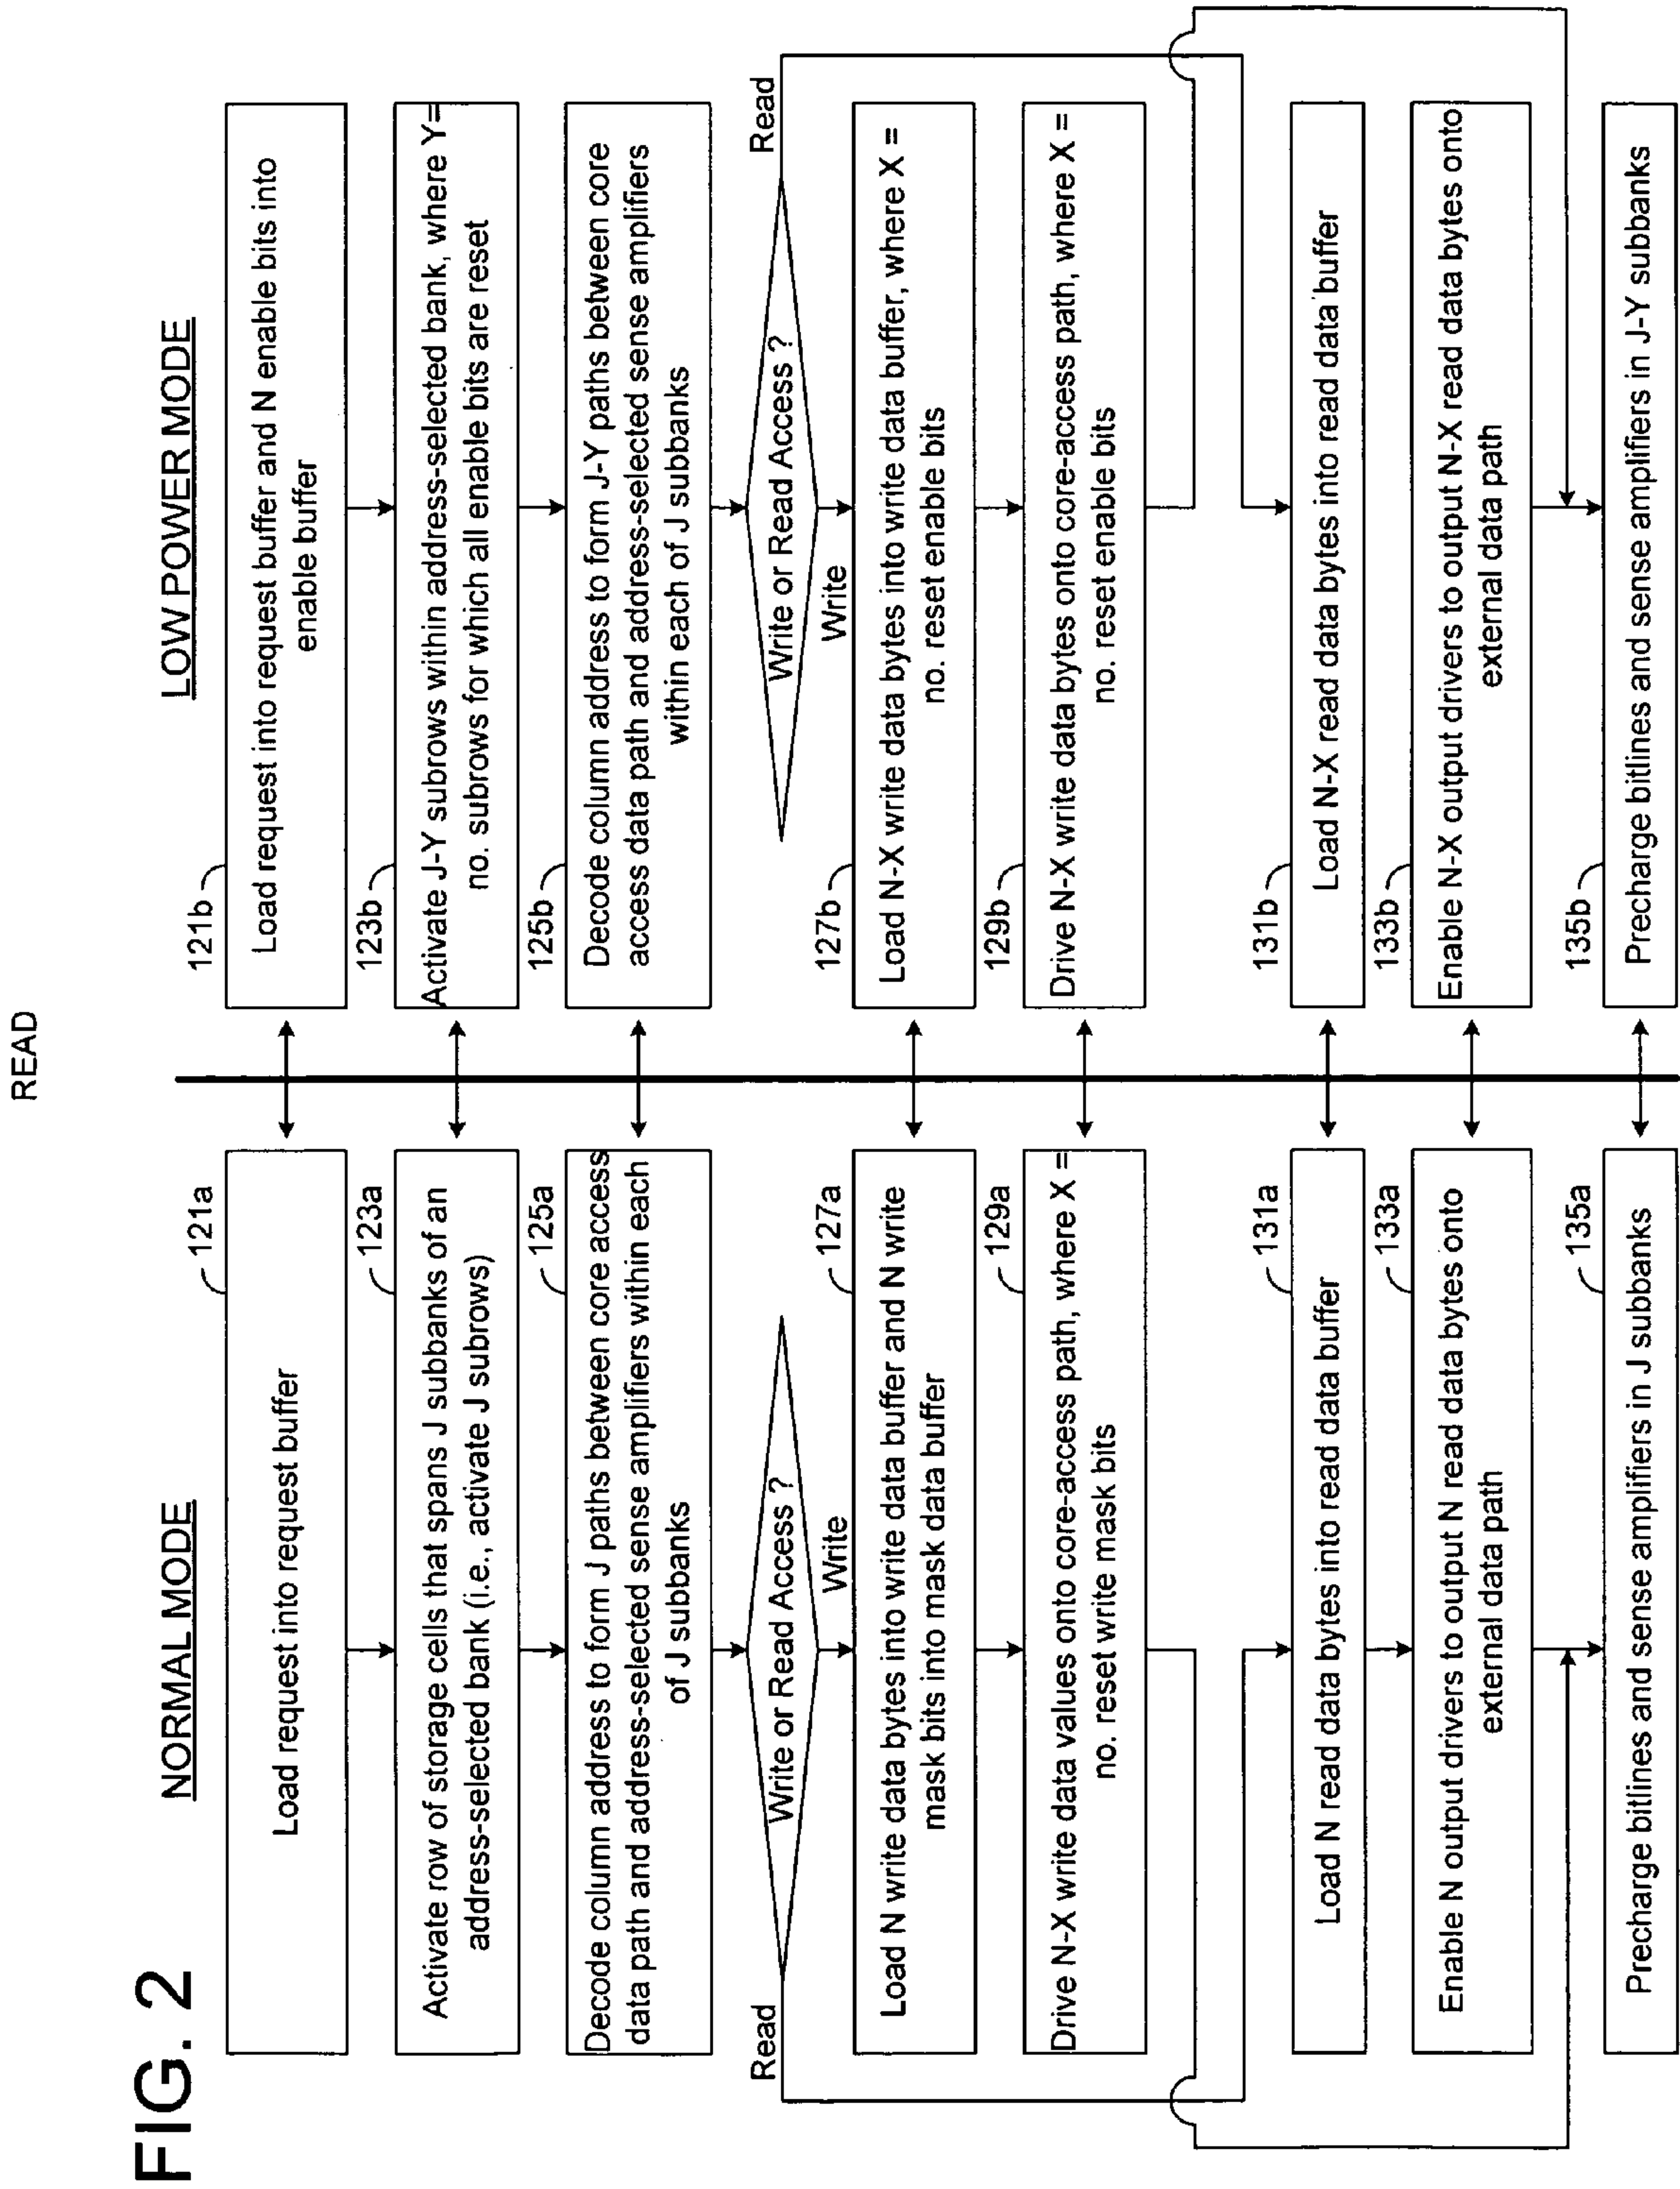 READ
FIG. 2
NORMAL MODE
121a
Load request into request buffer
123a
Activate row of storage cells that spans J subbanks of an
address-selected bank (i.e., activate J subrows)
125a
Decode column address to form J paths between core access
data path and address-selected sense amplifiers within each
of J subbanks
Write or Read Access ?
Read
Write
127a
Load N write data bytes into write data buffer and N write
mask bits into mask data buffer
129a
Drive N-X write data values onto core-access path, where X =
no. reset write mask bits
131a
Load N read data bytes into read data buffer
133a
Enable N output drivers to output N read data bytes onto
external data path
135a
Precharge bitlines and sense amplifiers in J subbanks
LOW POWER MODE
121b
Load request into request buffer and N enable bits into
enable buffer
123b
Activate J-Y subrows within address-selected bank, where Y=
no. subrows for which all enable bits are reset
125b
Decode column address to form J-Y paths between core
access data path and address-selected sense amplifiers
within each of J subbanks
Write or Read Access ?
Read
Write
127b
Load N-X write data bytes into write data buffer, where X =
no. reset enable bits
129b
Drive N-X write data bytes onto core-access path, where X =
no. reset enable bits
131b
Load N-X read data bytes into read data buffer
133b
Enable N-X output drivers to output N-X read data bytes onto
external data path
135b
Precharge bitlines and sense amplifiers in J-Y subbanks